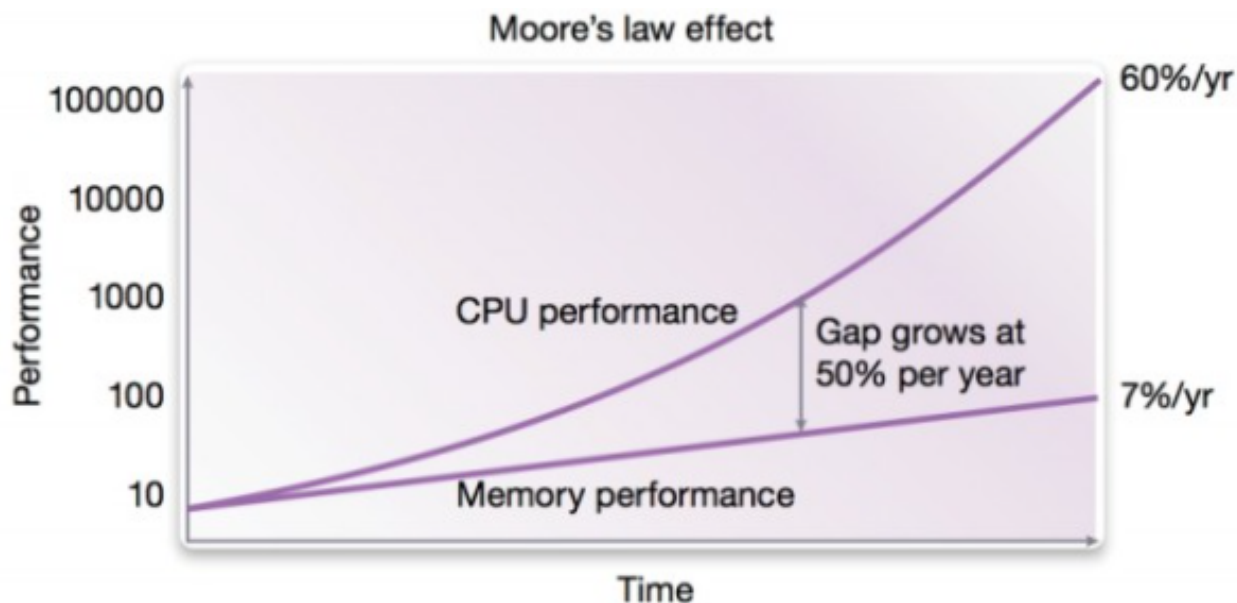 Moore's law effect
100000
10000
1000
100
10
Performance
60%/yr
CPU performance
Gap grows at
50% per year
7%/yr
Memory performance
Time